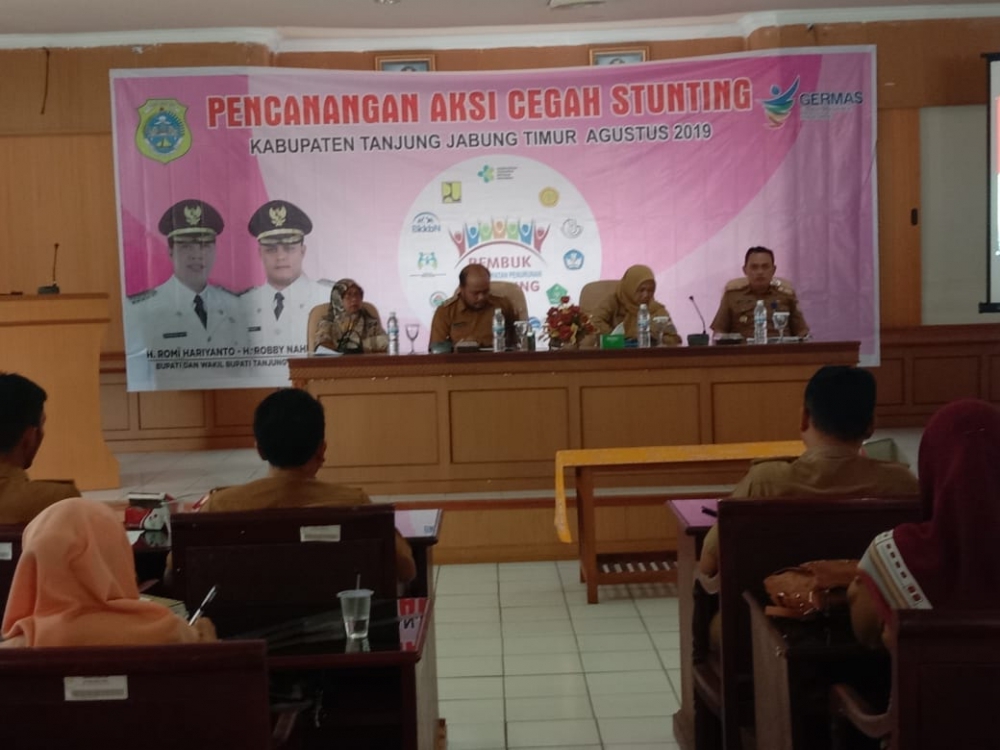 PENCANANGAN AKSI CEGAH STUNTING
KABUPATEN TANJUNG JABUNG TIMUR AGUSTUS 2019
GERMAS
BkkbN
REMBUK
H. ROMI HARIYANTO - H. ROBBY NAH
BUPATI DAN WAKIL BUPATI TANJUNG